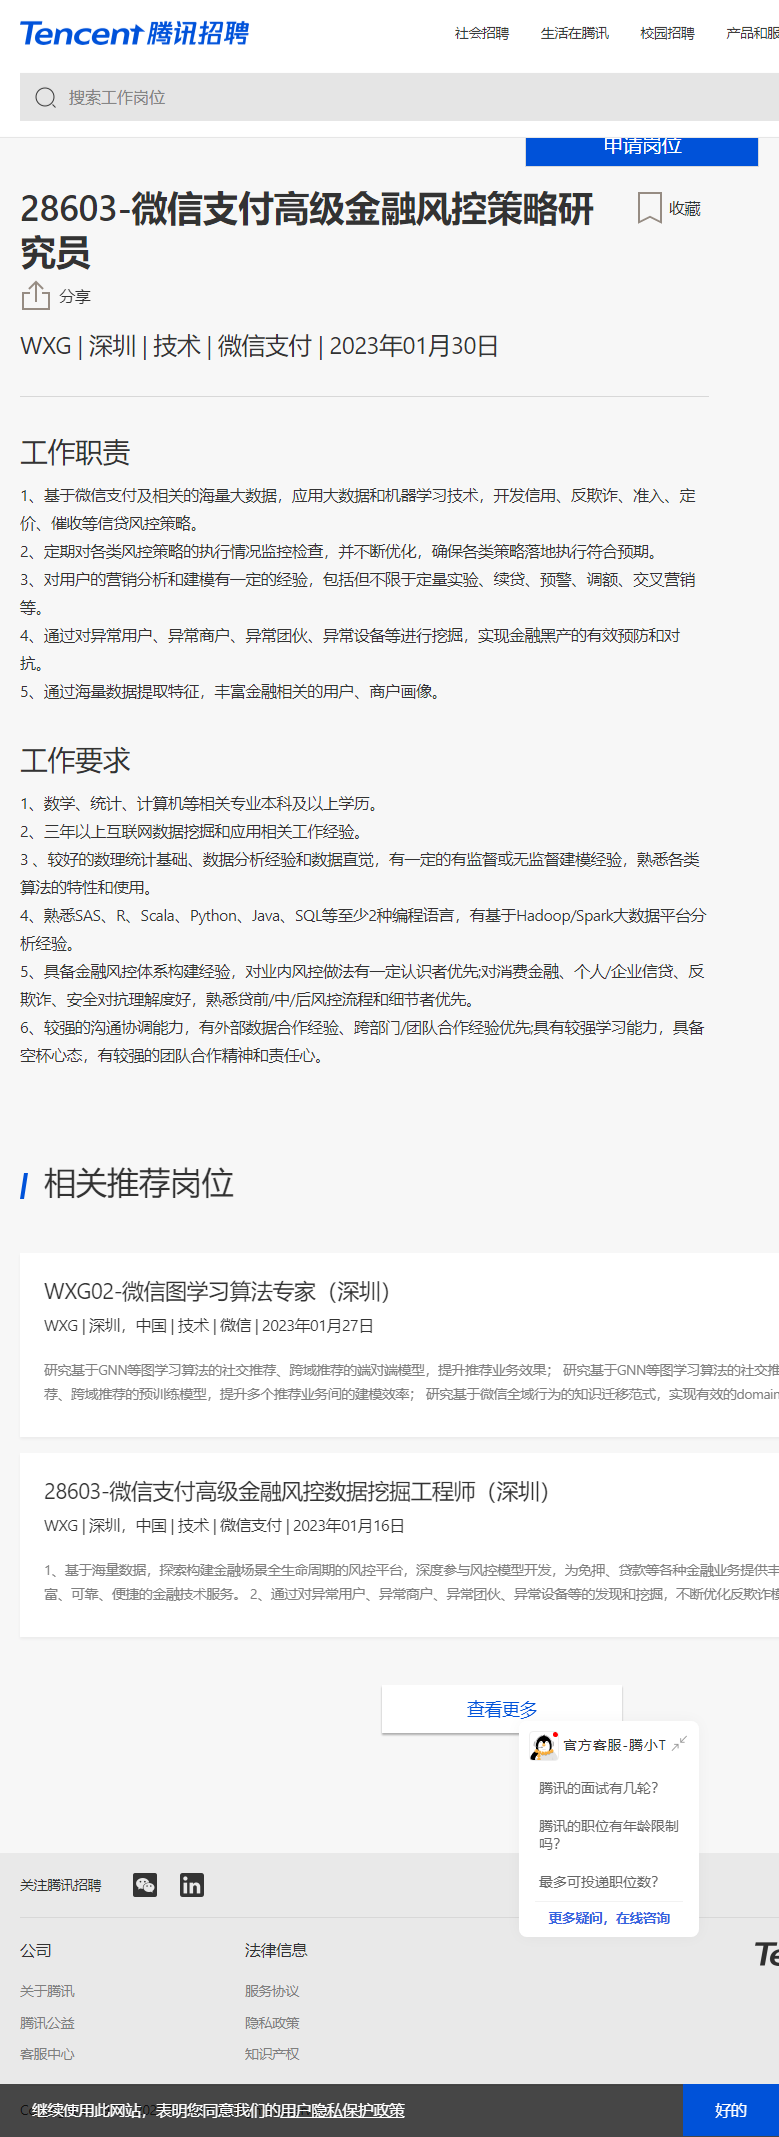 Tencent 腾讯招聘
社会招聘 生活在腾讯 校园招聘 产品和服
搜索工作岗位
申请岗位
28603-微信支付高级金融风控策略研
究员
收藏
分享
WXG | 深圳 | 技术 | 微信支付 | 2023年01月30日
工作职责
1、基于微信支付及相关的海量大数据，应用大数据和机器学习技术，开发信用、反欺诈、准入、定
价、催收等信贷风控策略。
2、定期对各类风控策略的执行情况监控检查，并不断优化，确保各类策略落地执行符合预期。
3、对用户的营销分析和建模有一定的经验，包括但不限于定量实验、续贷、预警、调额、交叉营销
等。
4、通过对异常用户、异常商户、异常团伙、异常设备等进行挖掘，实现金融黑产的有效预防和对
抗。
5、通过海量数据提取特征，丰富金融相关的用户、商户画像。
工作要求
1、数学、统计、计算机等相关专业本科及以上学历。
2、三年以上互联网数据挖掘和应用相关工作经验。
3 、较好的数理统计基础、数据分析经验和数据直觉，有一定的有监督或无监督建模经验，熟悉各类
算法的特性和使用。
4、熟悉SAS、R、Scala、Python、Java、SQL等至少2种编程语言，有基于Hadoop/Spark大数据平台分
析经验。
5、具备金融风控体系构建经验，对业内风控做法有一定认识者优先;对消费金融、个人/企业信贷、反
欺诈、安全对抗理解度好，熟悉贷前/中/后风控流程和细节者优先。
6、较强的沟通协调能力，有外部数据合作经验、跨部门/团队合作经验优先;具有较强学习能力，具备
空杯心态，有较强的团队合作精神和责任心。
相关推荐岗位
WXG02-微信图学习算法专家（深圳）
WXG | 深圳，中国 | 技术 | 微信 | 2023年01月27日
研究基于GNN等图学习算法的社交推荐、跨域推荐的端对端模型，提升推荐业务效果； 研究基于GNN等图学习算法的社交推
荐、跨域推荐的预训练模型，提升多个推荐业务间的建模效率； 研究基于微信全域行为的知识迁移范式，实现有效的domain
28603-微信支付高级金融风控数据挖掘工程师（深圳）
WXG | 深圳，中国 | 技术 | 微信支付 | 2023年01月16日
1、基于海量数据，探索构建金融场景全生命周期的风控平台，深度参与风控模型开发，为免押、贷款等各种金融业务提供丰
富、可靠、便捷的金融技术服务。 2、通过对异常用户、异常商户、异常团伙、异常设备等的发现和挖掘，不断优化反欺诈模
查看更多
官方客服-腾小T
腾讯的面试有几轮?
腾讯的职位有年龄限制
吗?
最多可投递职位数?
更多疑问，在线咨询
关注腾讯招聘
公司 法律信息
Te
关于腾讯 服务协议
腾讯公益 隐私政策
客服中心 知识产权
继续使用此网站，表明您同意我们的用户隐私保护政策
好的